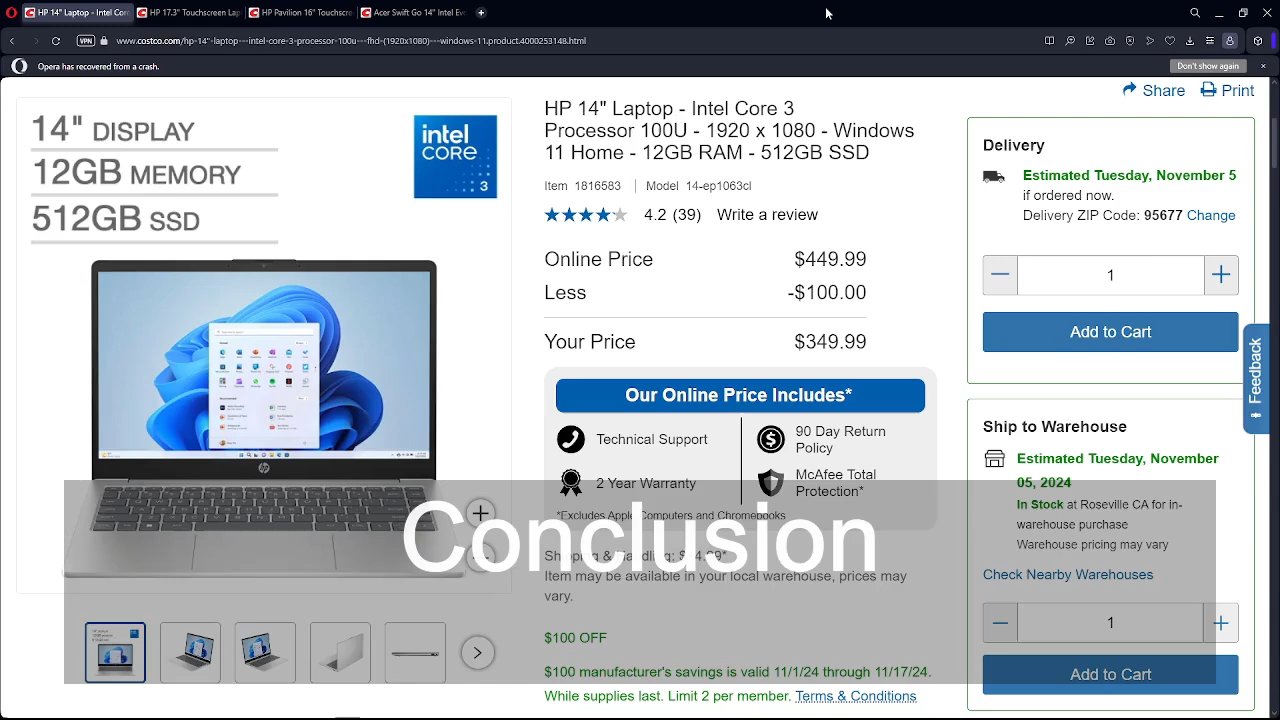 HP 14" Laptop - Intel Core
HP 17.3" Touchscreen Lap
HP Pavilion 16" Touchscre
Acer Swift Go 14" Intel Evo
VPN
www.costco.com/hp-14"-laptop---intel-core-3-processor-100u---fhd-(1920x1080)---windows-11.product.4000253148.html
Opera has recovered from a crash.
Don't show again
Share
Print
14" DISPLAY
12GB MEMORY
512GB SSD
intel
CORE
3
hp
HP 14" Laptop - Intel Core 3
Processor 100U - 1920 x 1080 - Windows
11 Home - 12GB RAM - 512GB SSD
Item 1816583 | Model 14-ep1063cl
4.2 (39) Write a review
Online Price $449.99
Less -$100.00
Your Price $349.99
Our Online Price Includes*
Technical Support
90 Day Return
Policy
2 Year Warranty
McAfee Total
Protection*
*Excludes Apple Computers and Chromebooks
Conclusion
Shipping & Handling:
Item may be available in your local warehouse, prices may
vary.
$100 OFF
$100 manufacturer's savings is valid 11/1/24 through 11/17/24.
While supplies last. Limit 2 per member. Terms & Conditions
Delivery
Estimated Tuesday, November 5
if ordered now.
Delivery ZIP Code: 95677 Change
1
Add to Cart
Feedback
Ship to Warehouse
Estimated Tuesday, November
05, 2024
In Stock at Roseville CA for in-
warehouse purchase
Warehouse pricing may vary
Check Nearby Warehouses
1
Add to Cart